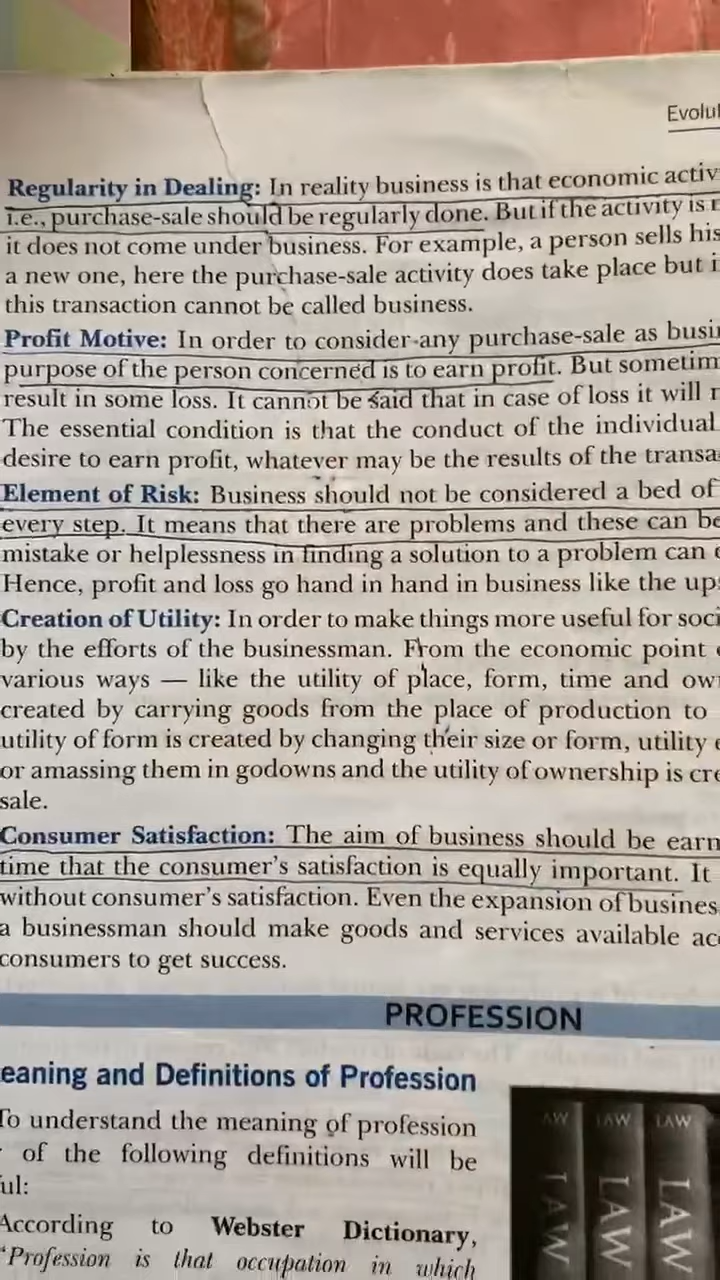 Evolut
Regularity in Dealing: In reality business is that economic activ
i.e., purchase-sale should be regularly done. But if the activity is
it does not come under business. For example, a person sells his
a new one, here the purchase-sale activity does take place but i
this transaction cannot be called business.
Profit Motive: In order to consider any purchase-sale as busi
purpose of the person concerned is to earn profit. But sometim
result in some loss. It cannot be said that in case of loss it will
The essential condition is that the conduct of the individual
desire to earn profit, whatever may be the results of the transa
Element of Risk: Business should not be considered a bed of
every step. It means that there are problems and these can be
mistake or helplessness in finding a solution to a problem can
Hence, profit and loss go hand in hand in business like the up
Creation of Utility: In order to make things more useful for soci
by the efforts of the businessman. From the economic point
various ways — like the utility of place, form, time and ow
created by carrying goods from the place of production to
utility of form is created by changing their size or form, utility
or amassing them in godowns and the utility of ownership is cre
sale.
Consumer Satisfaction: The aim of business should be earn
time that the consumer's satisfaction is equally important. It
without consumer's satisfaction. Even the expansion of busines
a businessman should make goods and services available acc
consumers to get success.
PROFESSION
eaning and Definitions of Profession
To understand the meaning of profession
of the following definitions will be
ful:
According to Webster Dictionary,
"Profession is that occupation in which
AW LAW LAW
LAW LAW LAW